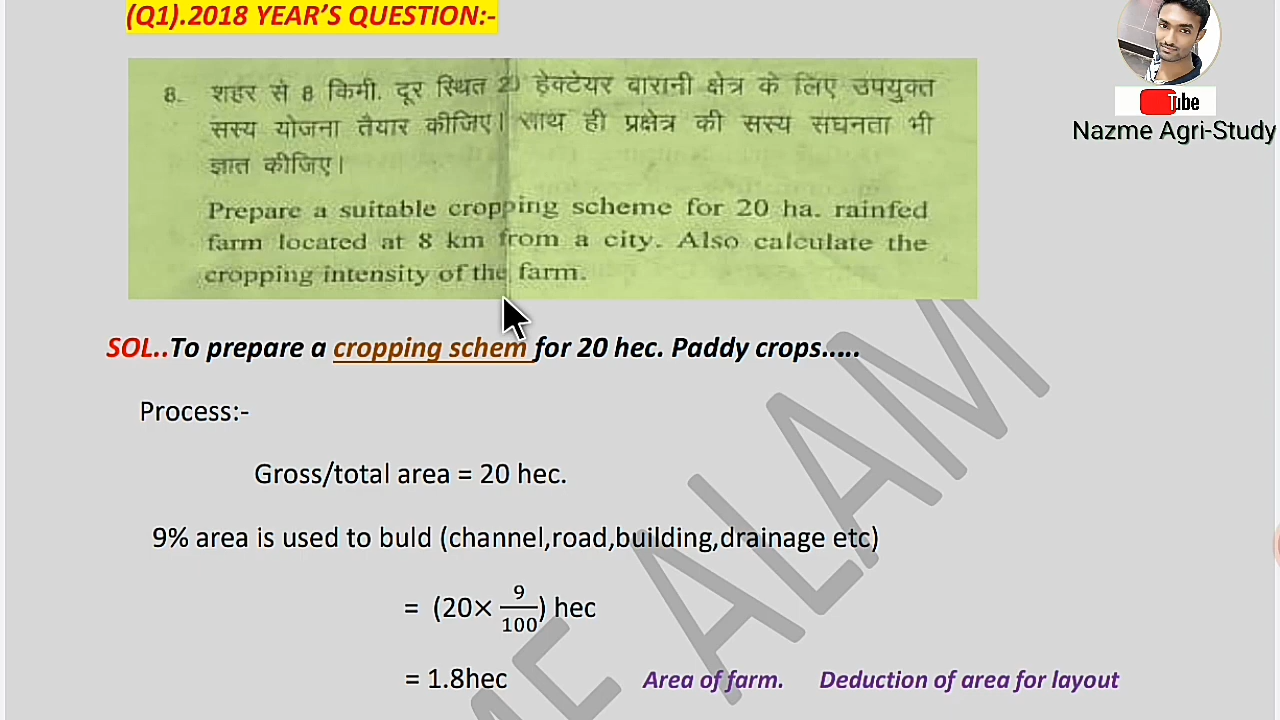 (Q1).2018 YEAR’S QUESTION:-
Tube
Nazme Agri-Study
8. शहर से 8 किमी. दूर स्थित 20 हेक्टेयर बारानी क्षेत्र के लिए उपयुक्त
सस्य योजना तैयार कीजिए। साथ ही प्रक्षेत्र की सस्य सघनता भी
ज्ञात कीजिए।
Prepare a suitable cropping scheme for 20 ha. rainfed
farm located at 8 km from a city. Also calculate the
cropping intensity of the farm.
SOL..To prepare a cropping schem for 20 hec. Paddy crops.....
Process:-
Gross/total area = 20 hec.
9% area is used to buld (channel,road,building,drainage etc)
= (20× 9/100) hec
= 1.8hec Area of farm. Deduction of area for layout
ME ALAM